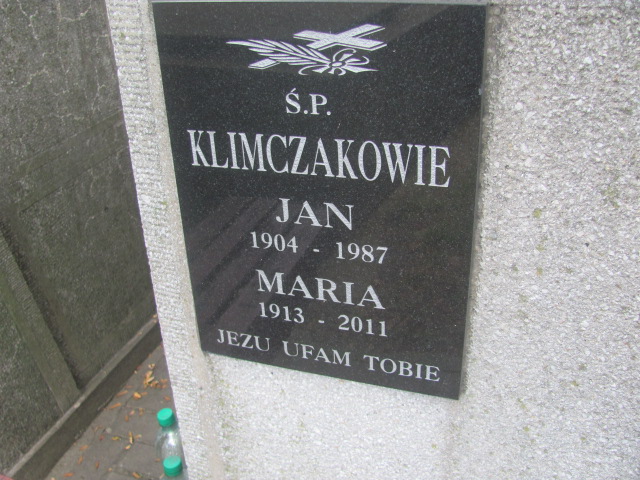 Ś.P.
KLIMCZAKOWIE
JAN
1904 - 1987
MARIA
1913 - 2011
JEZU UFAM TOBIE